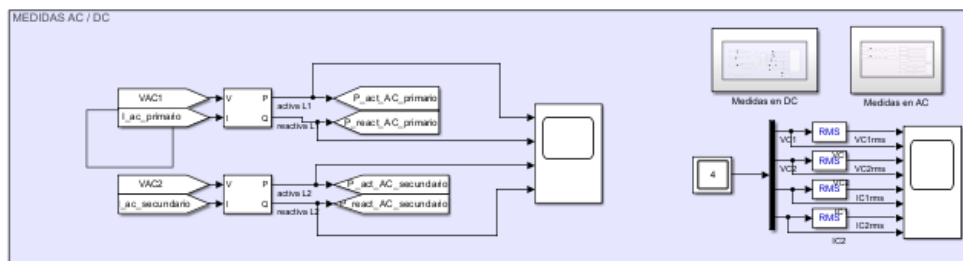 MEDIDAS AC / DC
VAC1
I_ac_primario
V
I
P
Q
activa L1
reactiva L1
P_act_AC_primario
P_react_AC_primario
VAC2
I_ac_secundario
V
I
P
Q
activa L2
reactiva L2
P_act_AC_secundario
P_react_AC_secundario
Medidas en DC
Medidas en AC
4
VC1
RMS
VC1rms
VC2
RMS
VC2rms
RMS
IC1rms
RMS
IC2rms
IC2